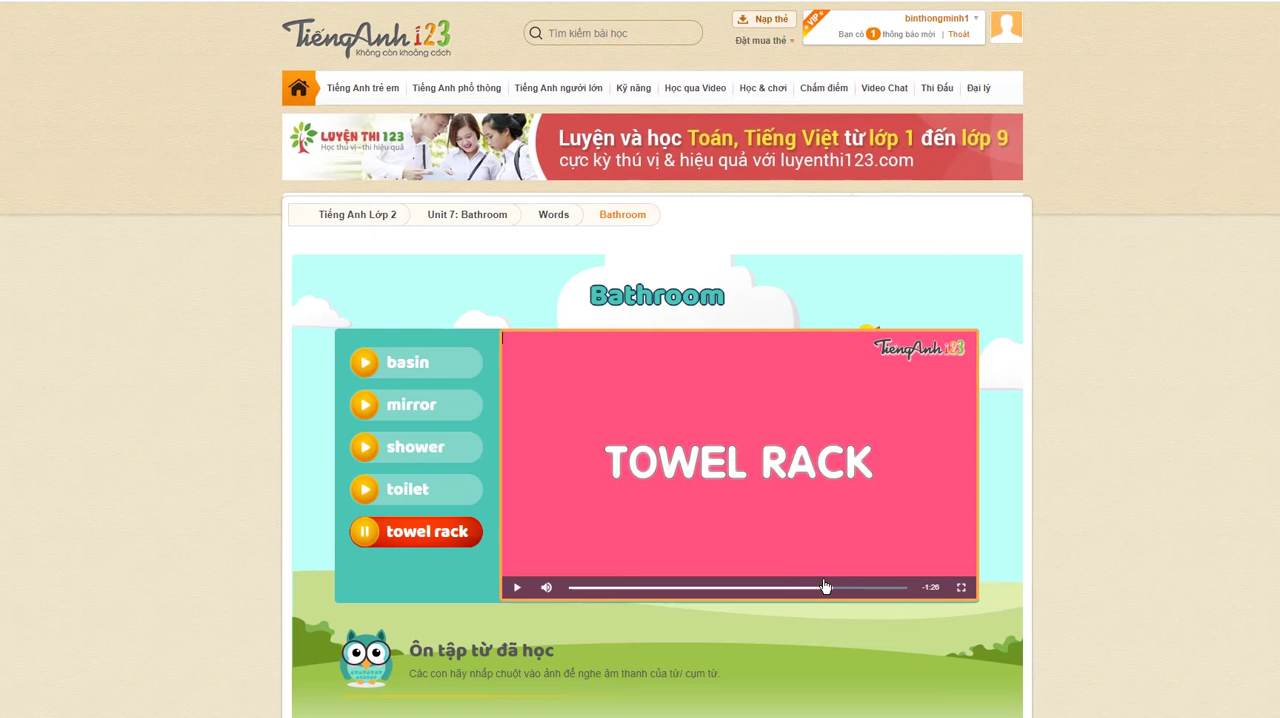 TiếngAnh 123
Không còn khoảng cách
Tìm kiếm bài học
Nạp thẻ
Đặt mua thẻ
VIP
binthongminh1
Bạn có 1 thông báo mới | Thoát
Tiếng Anh trẻ em
Tiếng Anh phổ thông
Tiếng Anh người lớn
Kỹ năng
Học qua Video
Học & chơi
Chấm điểm
Video Chat
Thi Đấu
Đại lý
LUYỆN THI 123
Học thú vị - thi hiệu quả
Luyện và học Toán, Tiếng Việt từ lớp 1 đến lớp 9
cực kỳ thú vị & hiệu quả với luyenthi123.com
Tiếng Anh Lớp 2
Unit 7: Bathroom
Words
Bathroom
Bathroom
basin
mirror
shower
toilet
towel rack
TiếngAnh 123
TOWEL RACK
-1:26
Ôn tập từ đã học
Các con hãy nhấp chuột vào ảnh để nghe âm thanh của từ/ cụm từ.